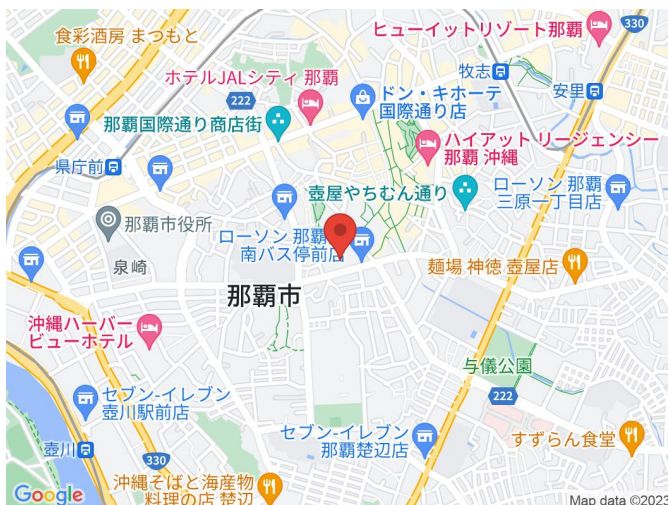 食彩酒房 まつもと
ヒューイットリゾート那覇
330
牧志
安里
ホテルJALシティ 那覇
222
ドン・キホーテ
国際通り店
那覇国際通り商店街
ハイアット リージェンシー
那覇 沖縄
県庁前
壺屋やちむん通り
ローソン 那覇
三原一丁目店
那覇市役所
泉崎
ローソン 那覇
南バス停前店
麺場 神徳 壺屋店
那覇市
沖縄ハーバー
ビューホテル
与儀公園
セブン-イレブン
壺川駅前店
222
壺川
セブン-イレブン
那覇楚辺店
すずらん食堂
330
沖縄そばと海産物
料理の店 楚辺
Google
Map data ©2023